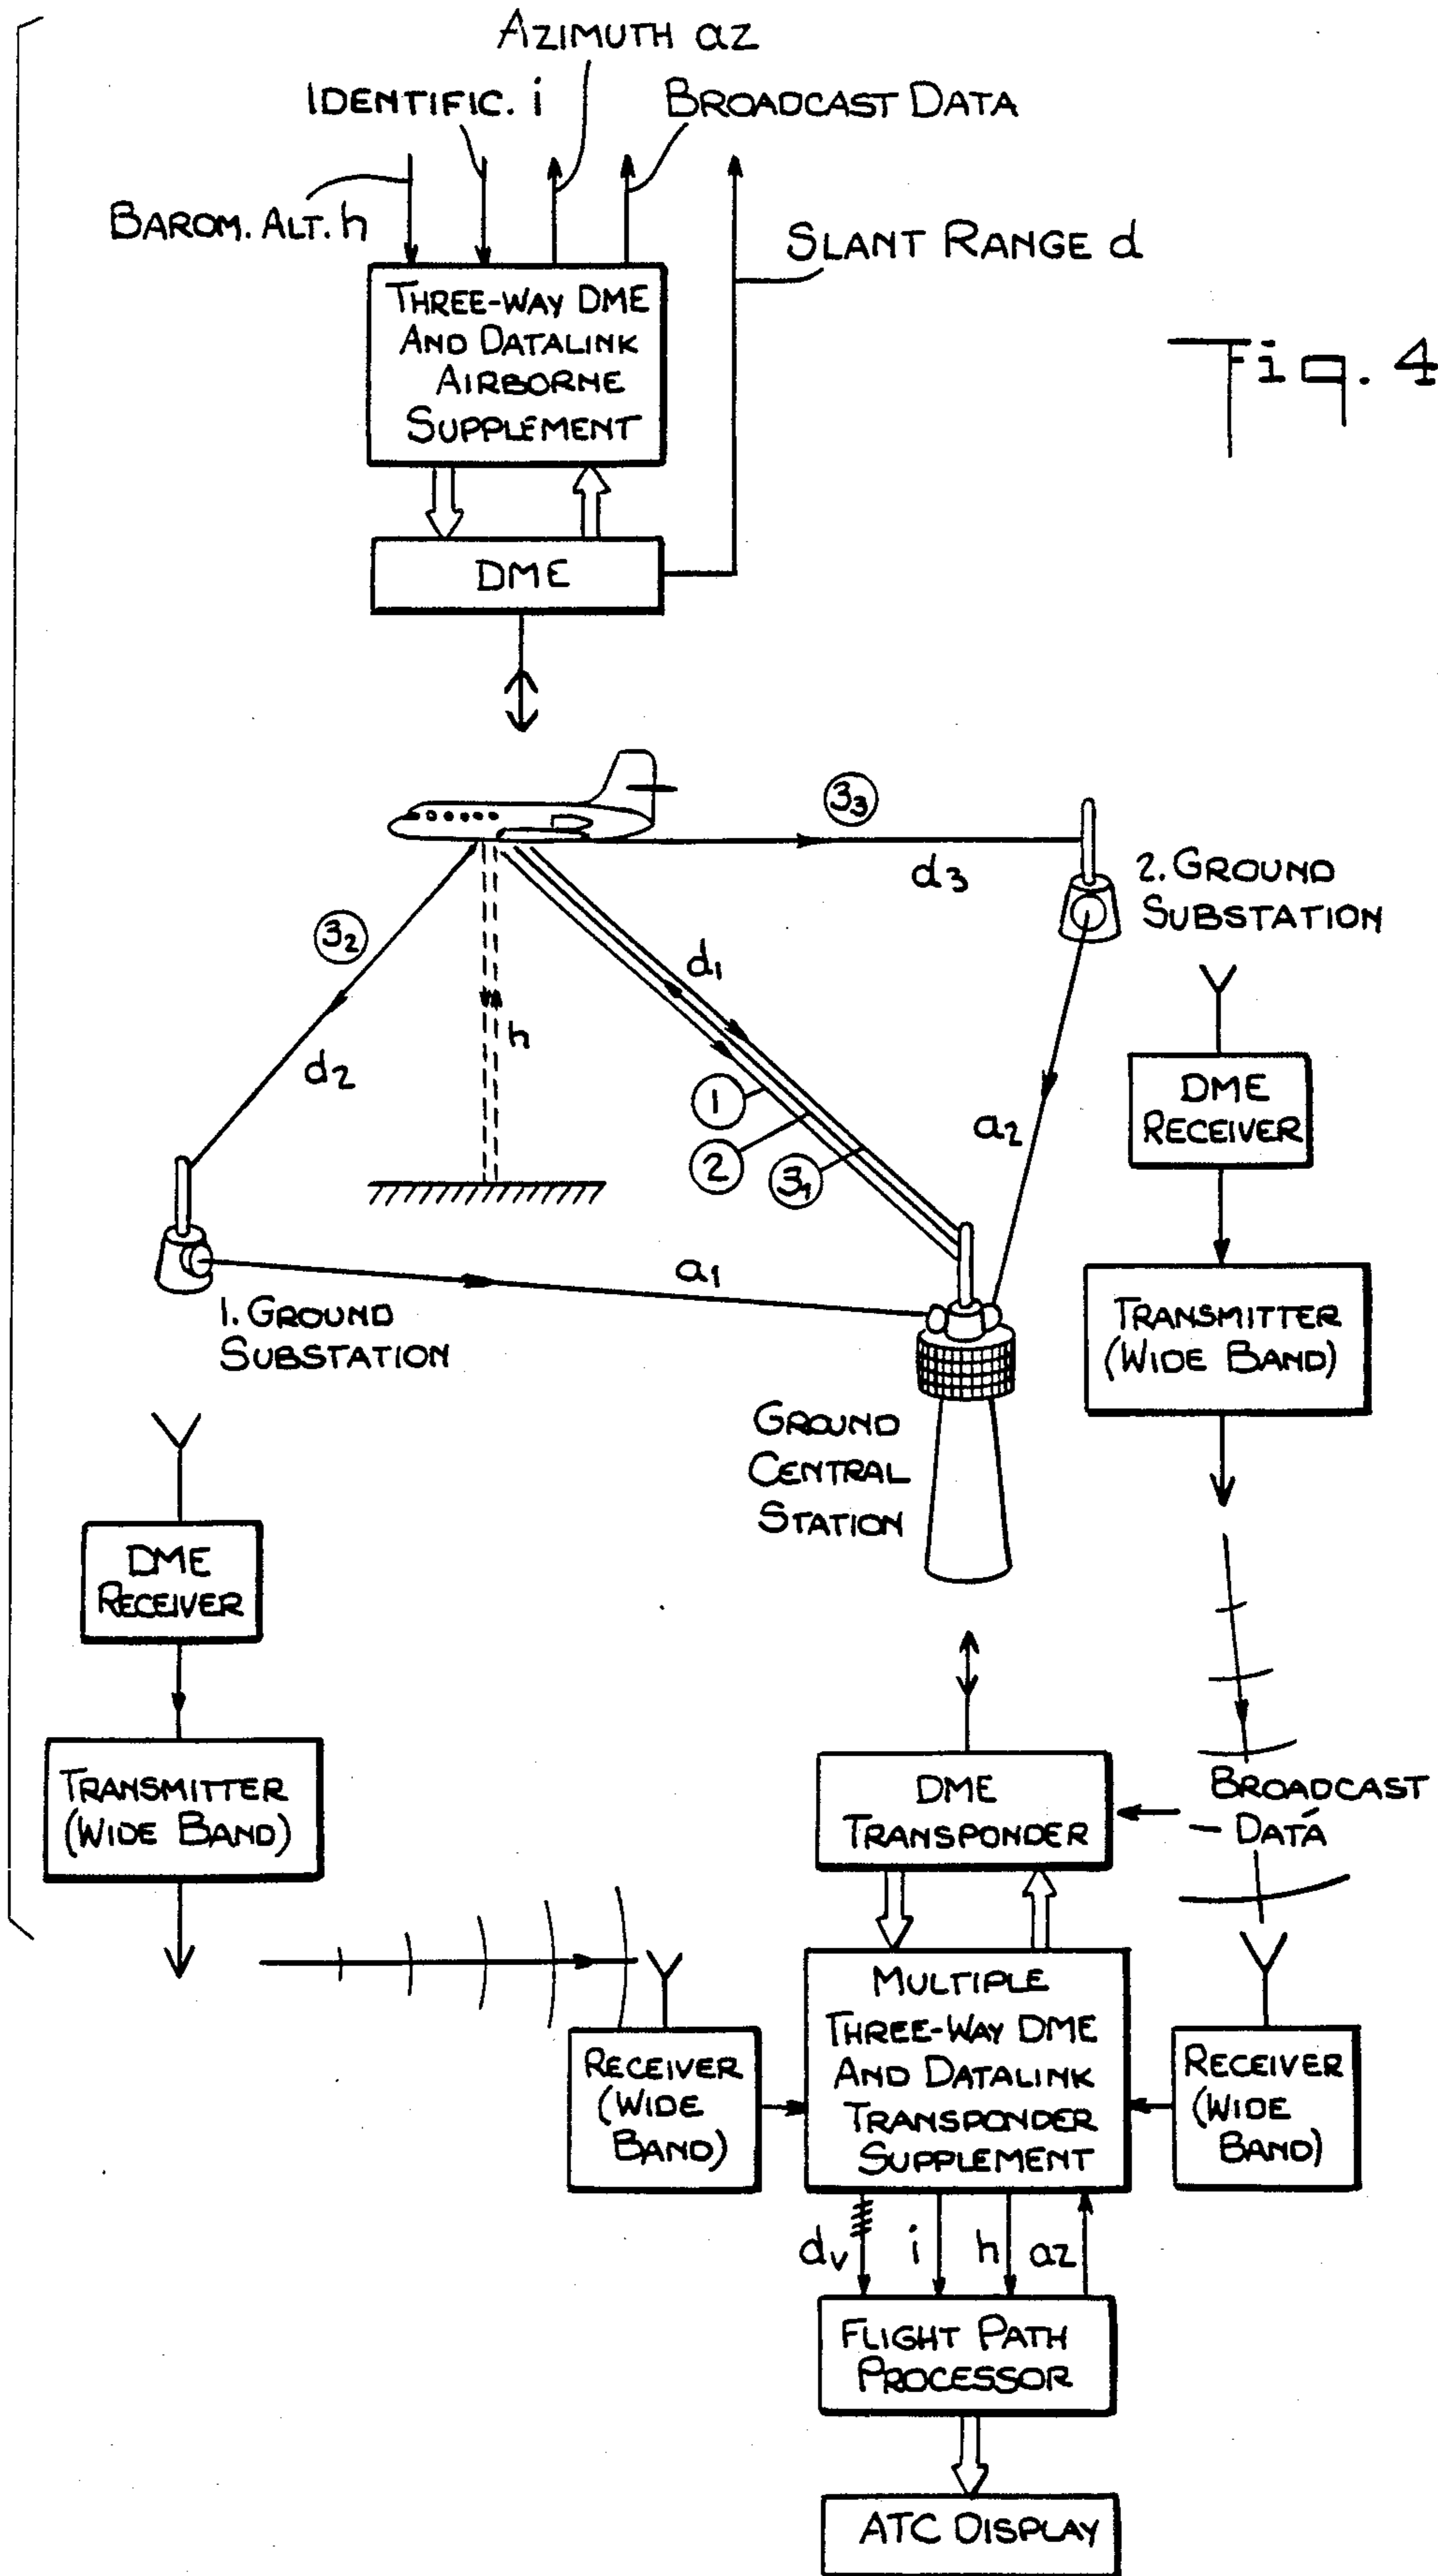 AZIMUTH az
IDENTIFIC. i
BROADCAST DATA
BAROM. ALT. h
SLANT RANGE d
THREE-WAY DME
AND DATALINK
AIRBORNE
SUPPLEMENT
Fig. 4
DME
3₃
d₃
2. GROUND
SUBSTATION
3₂
d₁
h
d₂
1
2
3₁
a₂
DME
RECEIVER
a₁
1. GROUND
SUBSTATION
TRANSMITTER
(WIDE BAND)
GROUND
CENTRAL
STATION
DME
RECEIVER
TRANSMITTER
(WIDE BAND)
DME
TRANSPONDER
BROADCAST
DATA
MULTIPLE
THREE-WAY DME
AND DATALINK
TRANSPONDER
SUPPLEMENT
RECEIVER
(WIDE
BAND)
RECEIVER
(WIDE
BAND)
dᵥ
i
h
az
FLIGHT PATH
PROCESSOR
ATC DISPLAY